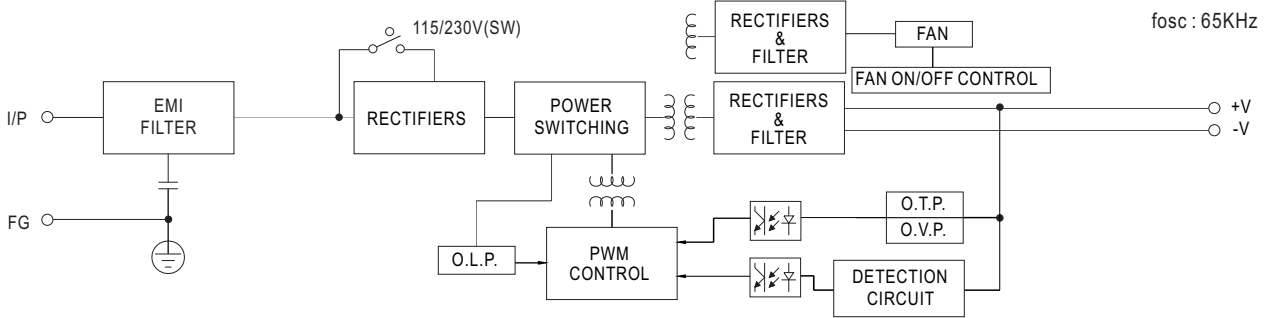 115/230V(SW)
RECTIFIERS
&
FILTER
FAN
fosc : 65KHz
FAN ON/OFF CONTROL
I/P
EMI
FILTER
RECTIFIERS
POWER
SWITCHING
RECTIFIERS
&
FILTER
+V
-V
FG
O.L.P.
PWM
CONTROL
O.T.P.
O.V.P.
DETECTION
CIRCUIT